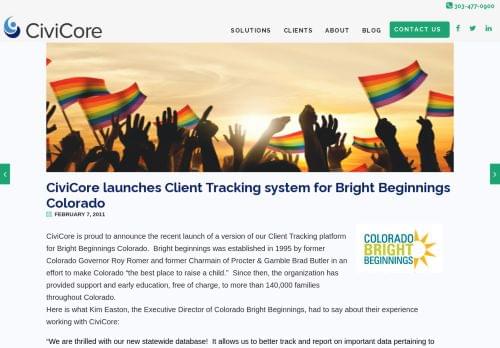 303-477-0900
CiviCore
SOLUTIONS CLIENTS ABOUT BLOG CONTACT US
CiviCore launches Client Tracking system for Bright Beginnings
Colorado
FEBRUARY 7, 2011
CiviCore is proud to announce the recent launch of a version of our Client Tracking platform
for Bright Beginnings Colorado.  Bright beginnings was established in 1995 by former
Colorado Governor Roy Romer and former Charmain of Procter & Gamble Brad Butler in an
effort to make Colorado “the best place to raise a child.”  Since then, the organization has
provided support and early education, free of charge, to more than 140,000 families
throughout Colorado.
COLORADO
BRIGHT
BEGINNINGS
Here is what Kim Easton, the Executive Director of Colorado Bright Beginnings, had to say about their experience
working with CiviCore:
“We are thrilled with our new statewide database!  It allows us to better track and report on important data pertaining to